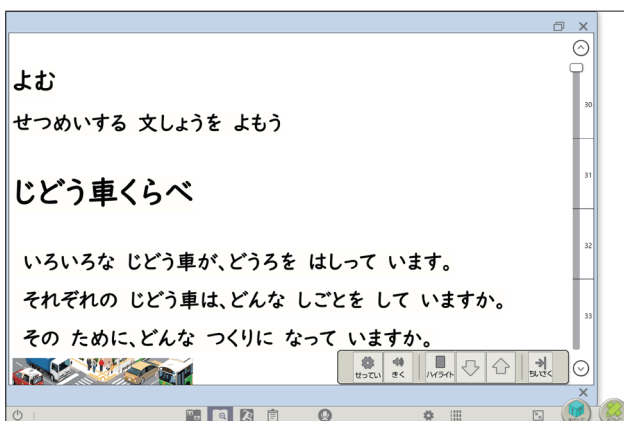 よむ
せつめいする 文しょうを よもう
じどう車くらべ
いろいろな じどう車が、どうろを はしって います。
それぞれの じどう車は、どんな しごとを して いますか。
その ために、どんな つくりに なって いますか。
30
31
32
33
せってい きく ハイライト ちいさく